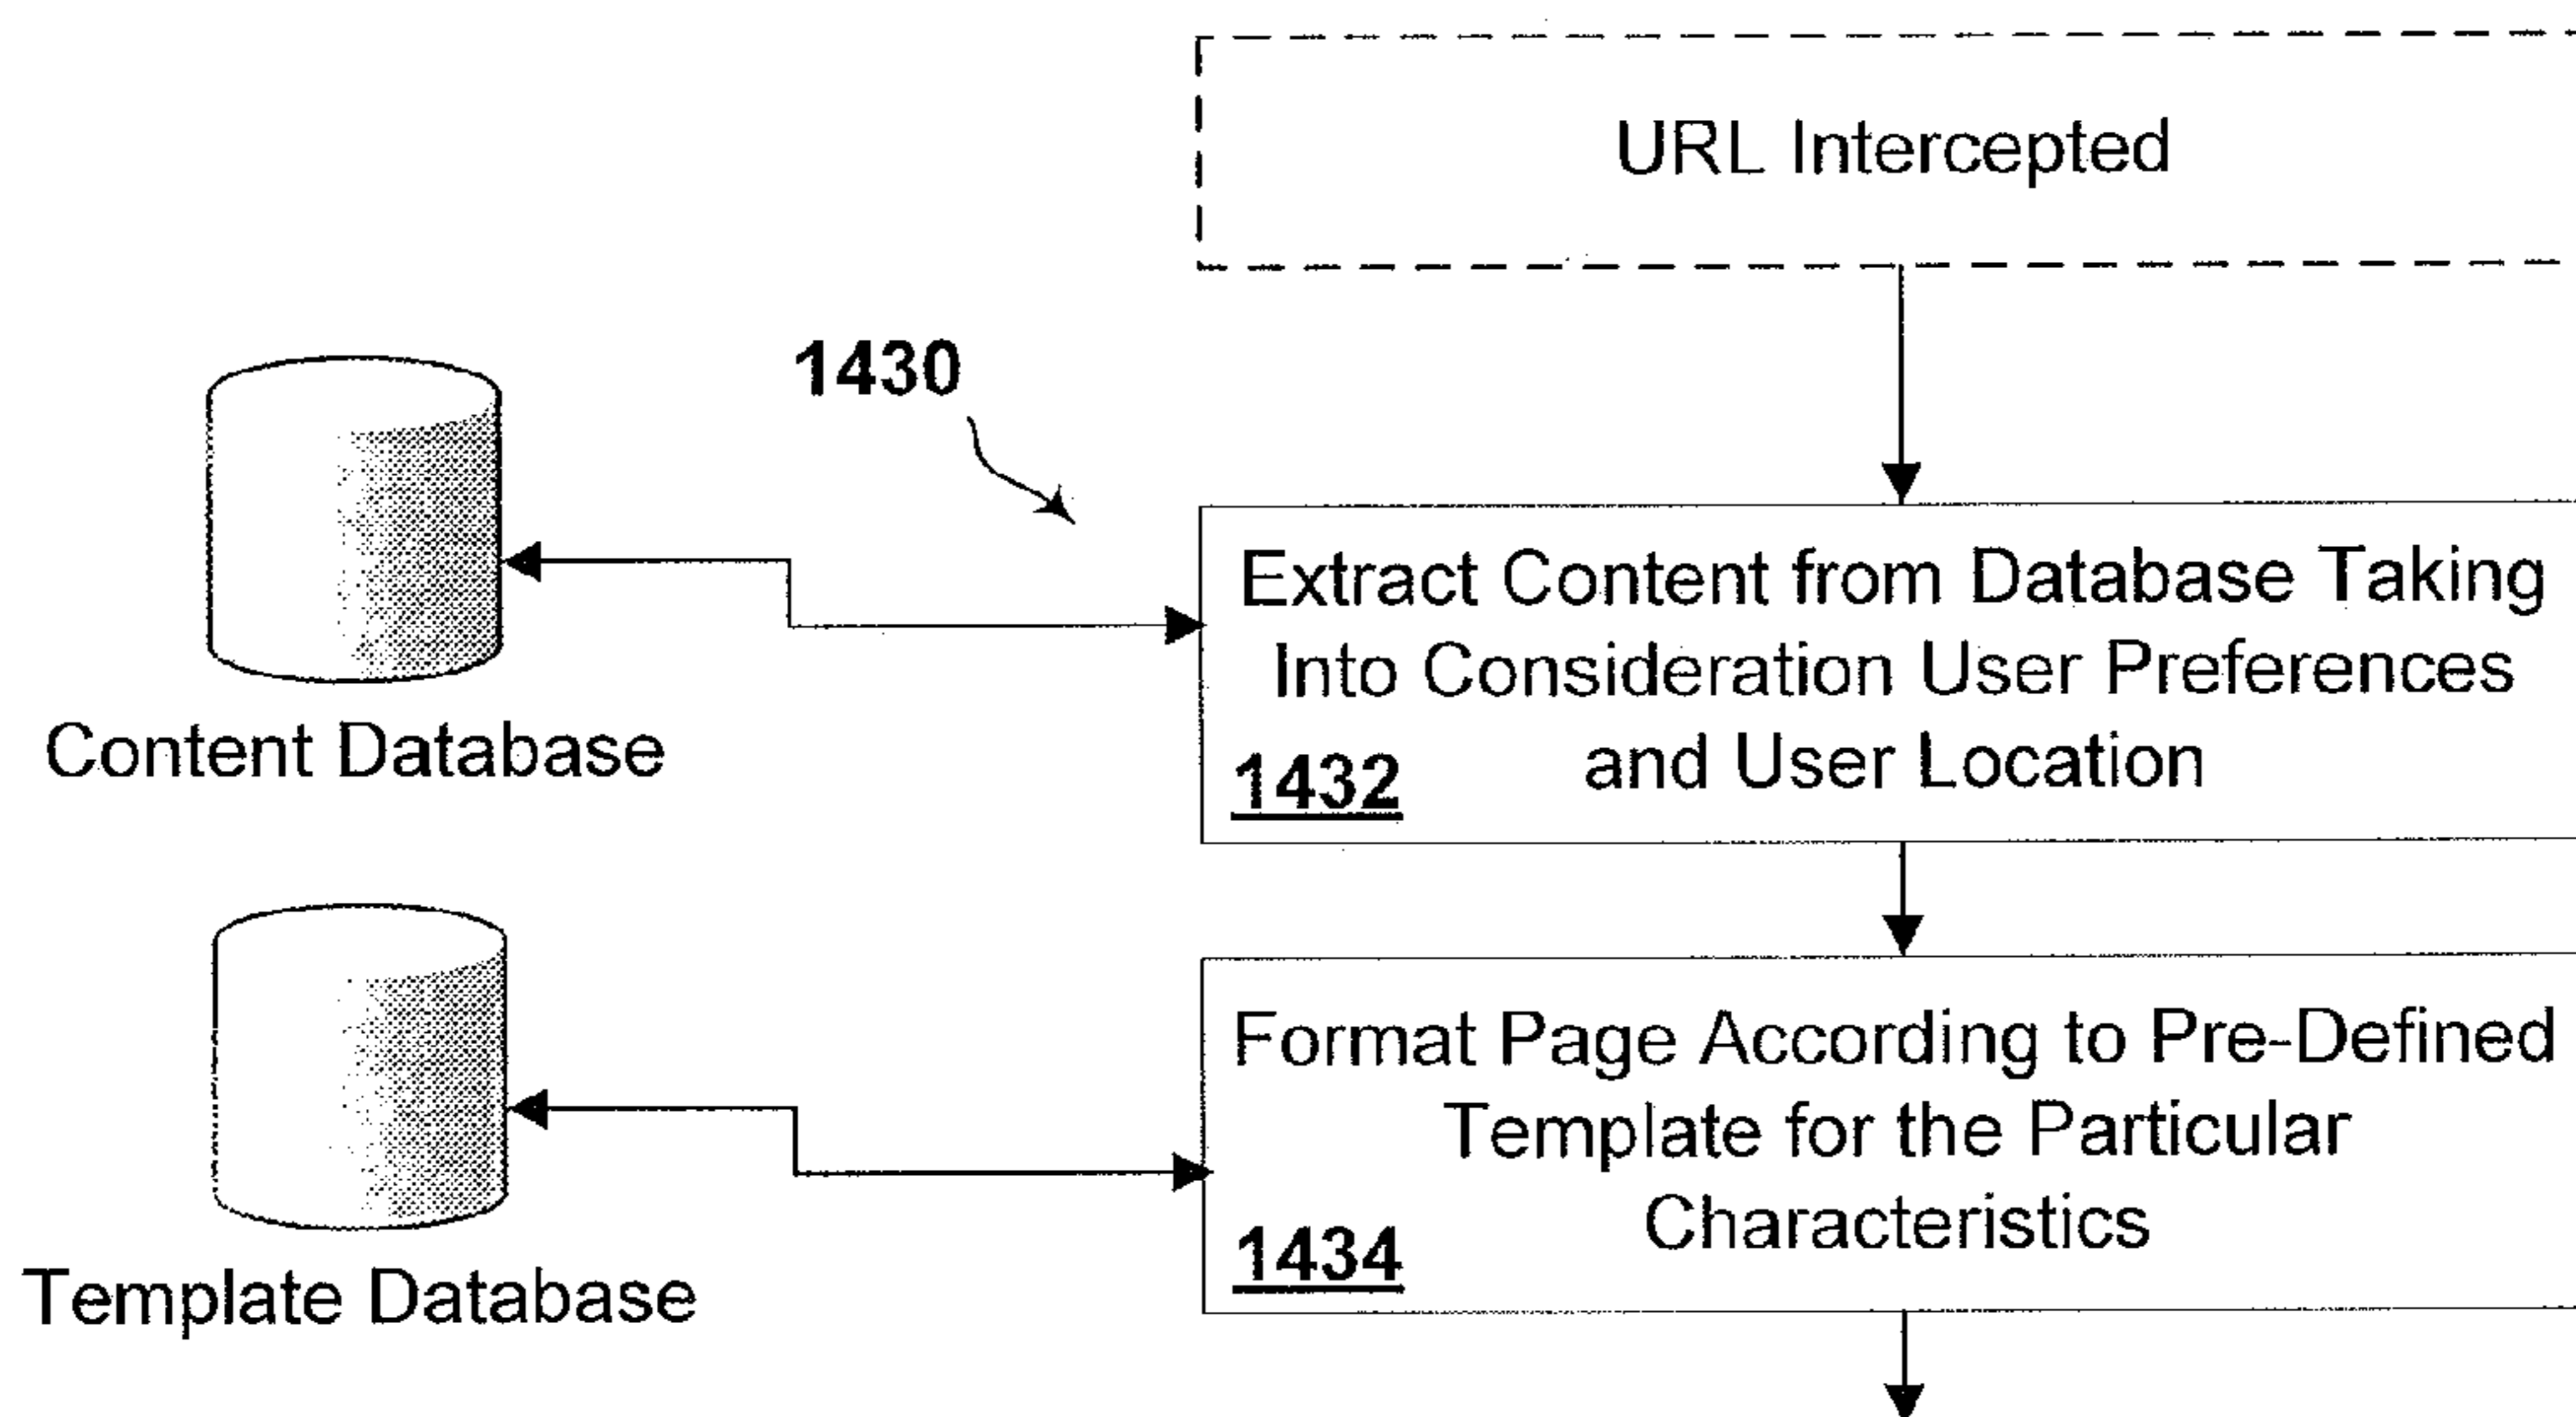 URL Intercepted
1430
Extract Content from Database Taking
Into Consideration User Preferences
and User Location
1432
Content Database
Format Page According to Pre-Defined
Template for the Particular
Characteristics
1434
Template Database